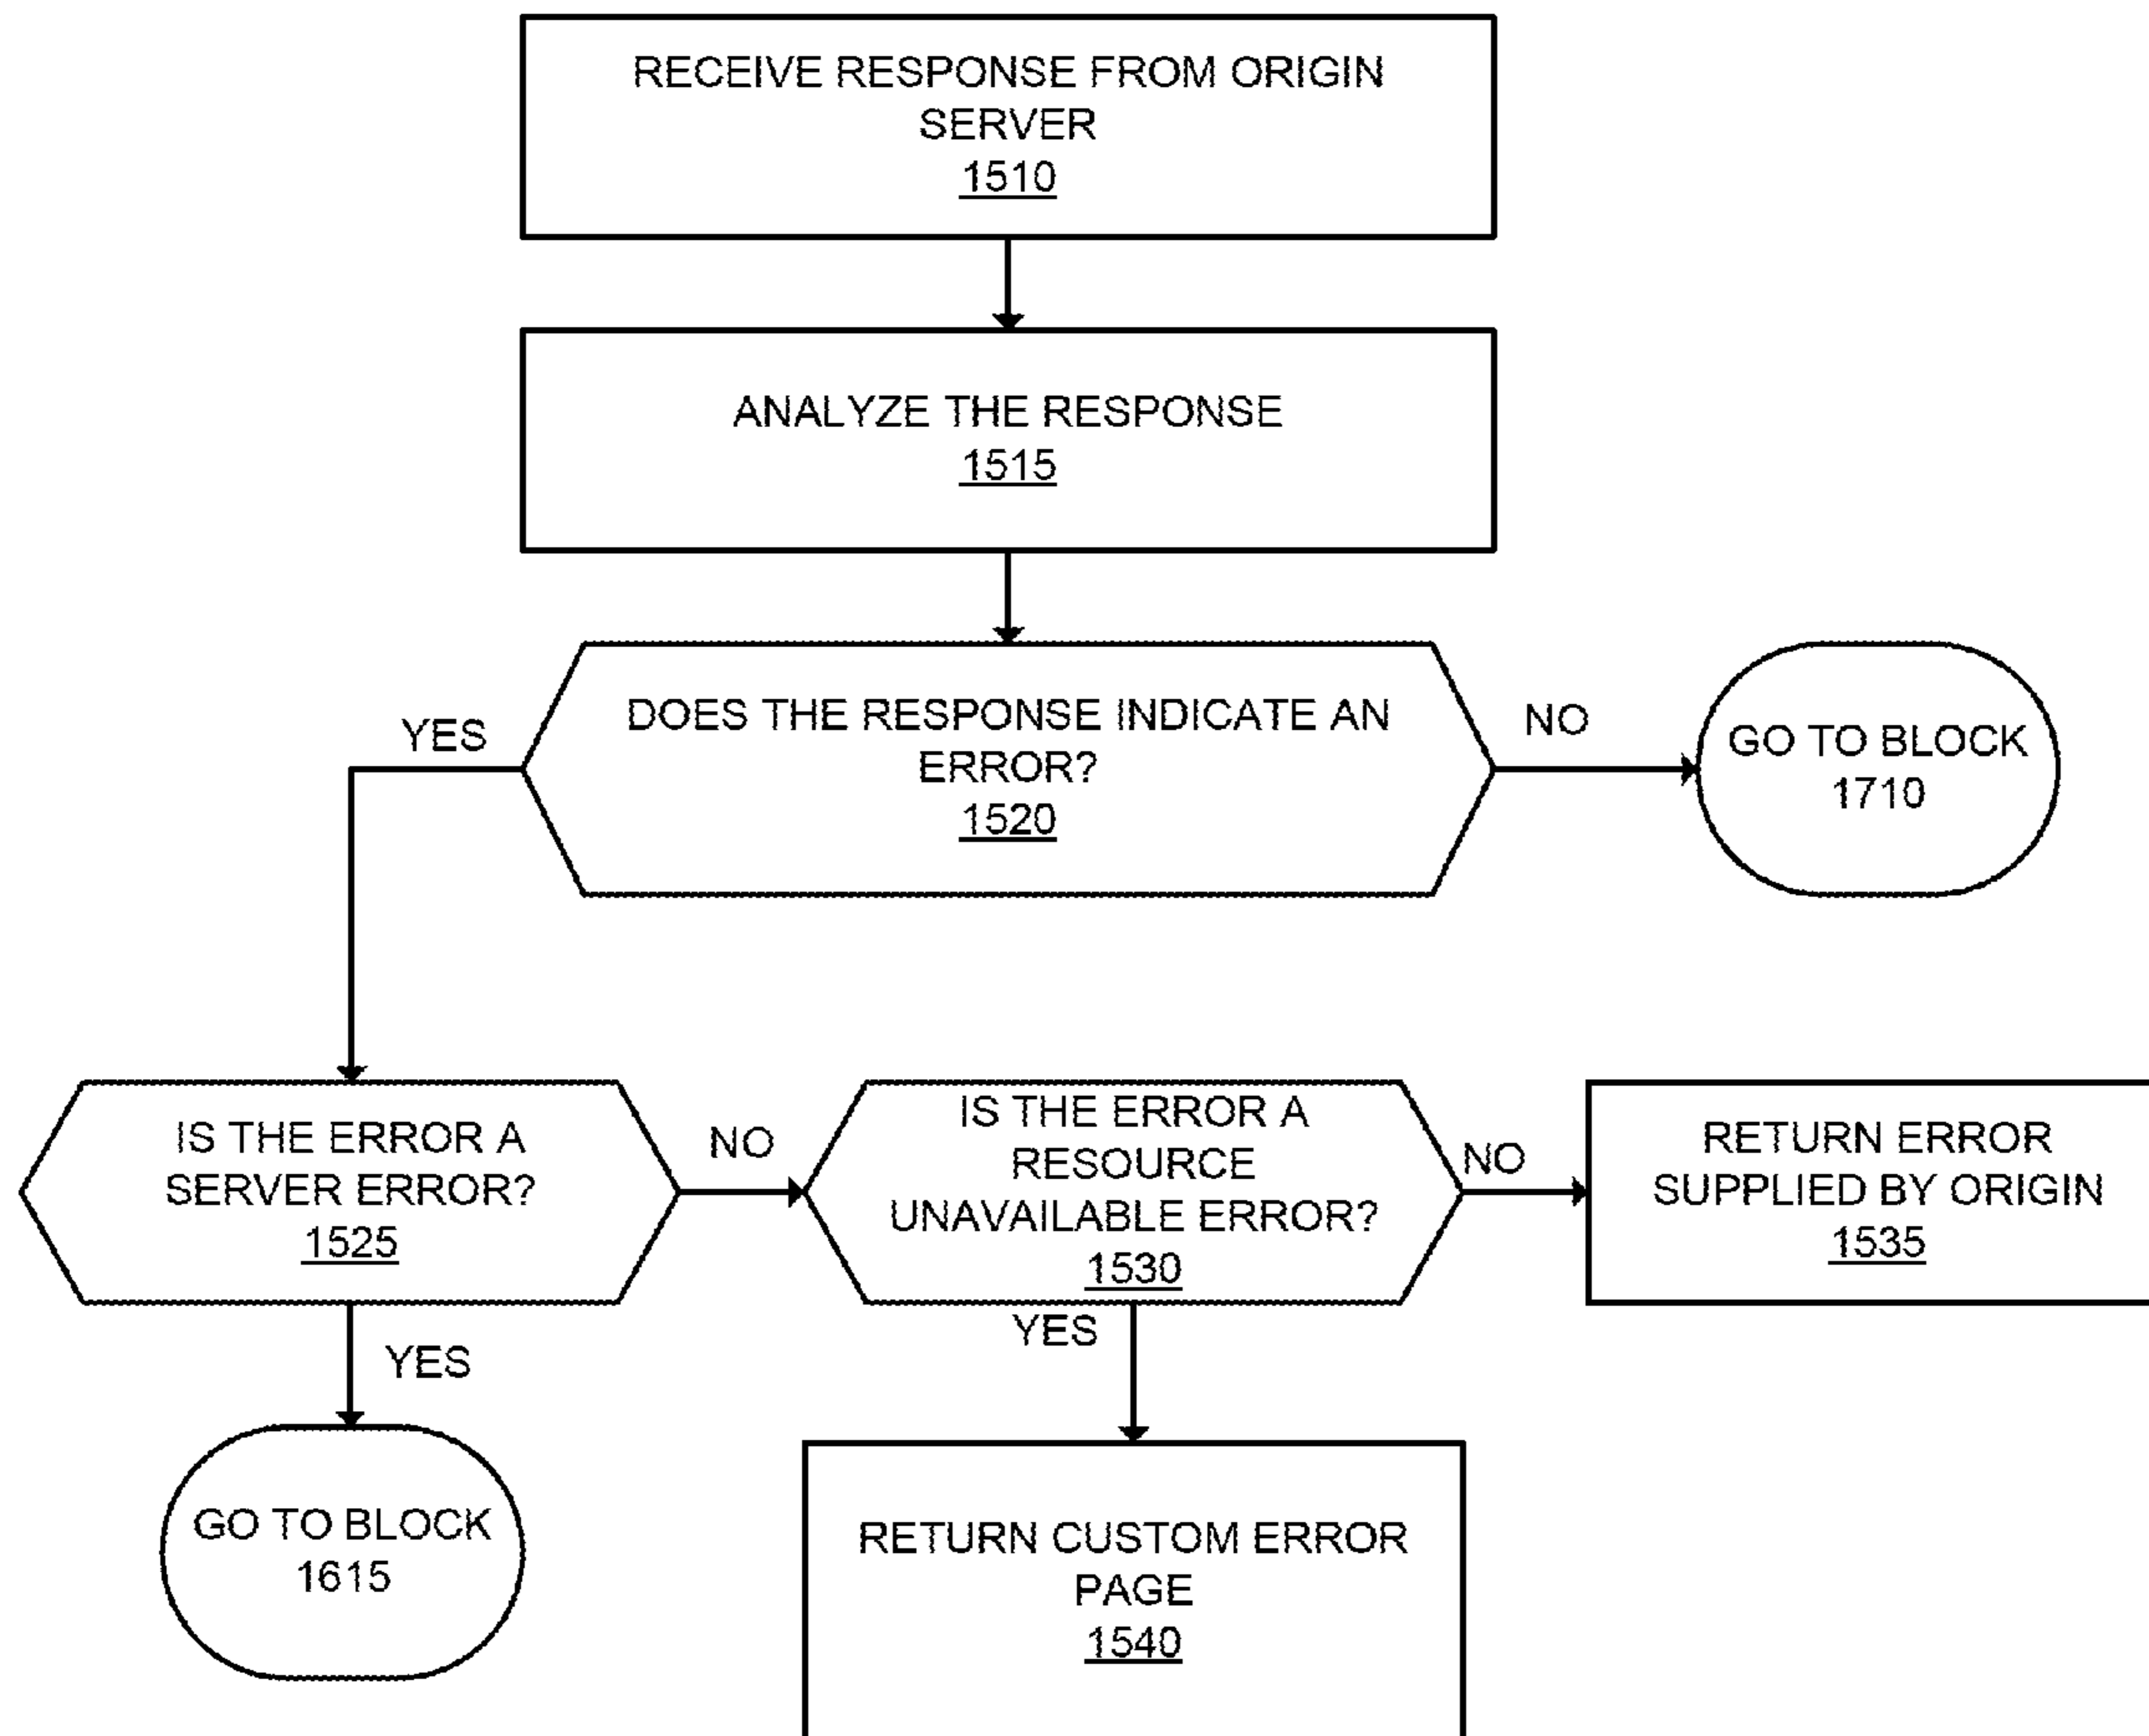 RECEIVE RESPONSE FROM ORIGIN
SERVER
1510
ANALYZE THE RESPONSE
1515
DOES THE RESPONSE INDICATE AN
ERROR?
1520
YES
NO
GO TO BLOCK
1710
IS THE ERROR A
SERVER ERROR?
1525
NO
IS THE ERROR A
RESOURCE
UNAVAILABLE ERROR?
1530
NO
RETURN ERROR
SUPPLIED BY ORIGIN
1535
YES
GO TO BLOCK
1615
YES
RETURN CUSTOM ERROR
PAGE
1540